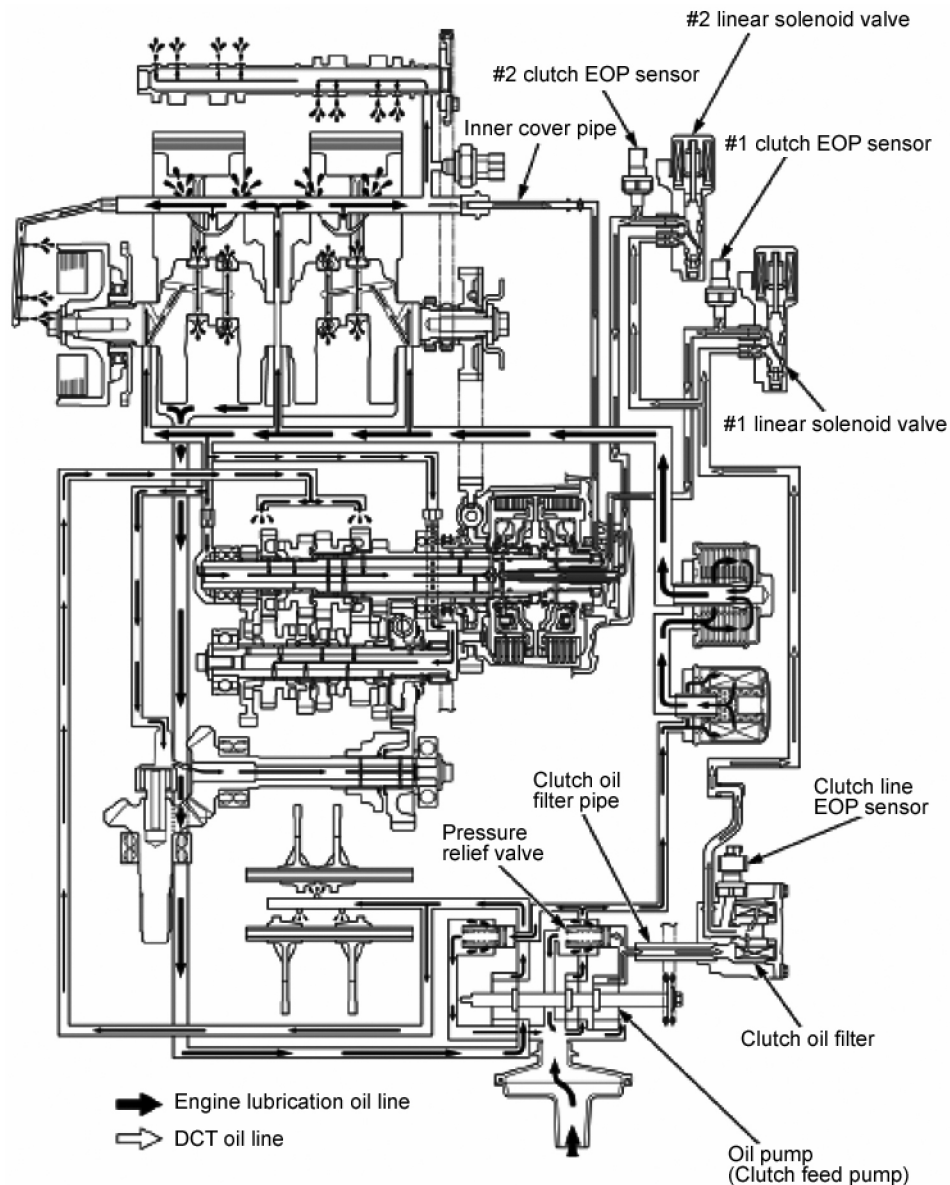 #2 linear solenoid valve
#2 clutch EOP sensor
#1 clutch EOP sensor
Inner cover pipe
#1 linear solenoid valve
Clutch oil
filter pipe
Clutch line
EOP sensor
Pressure
relief valve
Clutch oil filter
Engine lubrication oil line
DCT oil line
Oil pump
(Clutch feed pump)